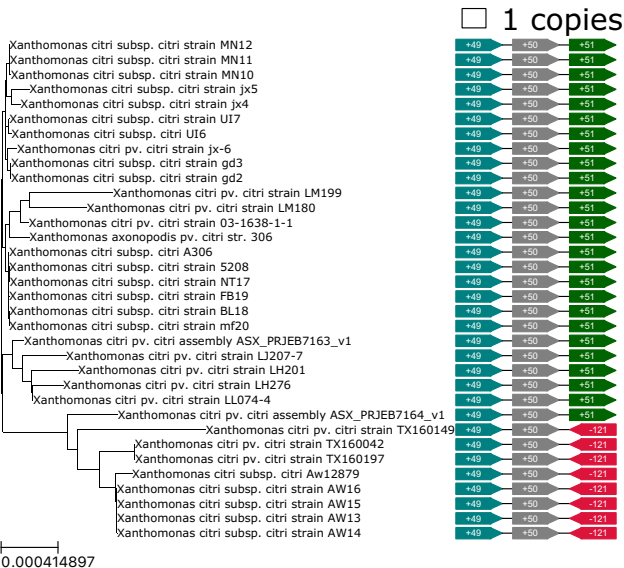 1 copies
Xanthomonas citri subsp. citri strain MN12 +49 +50 +51
Xanthomonas citri subsp. citri strain MN11 +49 +50 +51
Xanthomonas citri subsp. citri strain MN10 +49 +50 +51
Xanthomonas citri subsp. citri strain jx5 +49 +50 +51
Xanthomonas citri subsp. citri strain jx4 +49 +50 +51
Xanthomonas citri subsp. citri strain UI7 +49 +50 +51
Xanthomonas citri subsp. citri UI6 +49 +50 +51
Xanthomonas citri pv. citri strain jx-6 +49 +50 +51
Xanthomonas citri subsp. citri strain gd3 +49 +50 +51
Xanthomonas citri subsp. citri strain gd2 +49 +50 +51
Xanthomonas citri pv. citri strain LM199 +49 +50 +51
Xanthomonas citri pv. citri strain LM180 +49 +50 +51
Xanthomonas citri pv. citri strain 03-1638-1-1 +49 +50 +51
Xanthomonas axonopodis pv. citri str. 306 +49 +50 +51
Xanthomonas citri subsp. citri A306 +49 +50 +51
Xanthomonas citri subsp. citri strain 5208 +49 +50 +51
Xanthomonas citri subsp. citri strain NT17 +49 +50 +51
Xanthomonas citri subsp. citri strain FB19 +49 +50 +51
Xanthomonas citri subsp. citri strain BL18 +49 +50 +51
Xanthomonas citri subsp. citri strain mf20 +49 +50 +51
Xanthomonas citri pv. citri assembly ASX_PRJEB7163_v1 +49 +50 +51
Xanthomonas citri pv. citri strain LJ207-7 +49 +50 +51
Xanthomonas citri pv. citri strain LH201 +49 +50 +51
Xanthomonas citri pv. citri strain LH276 +49 +50 +51
Xanthomonas citri pv. citri strain LL074-4 +49 +50 +51
Xanthomonas citri pv. citri assembly ASX_PRJEB7164_v1 +49 +50 +51
Xanthomonas citri pv. citri strain TX160149 +49 +50 -121
Xanthomonas citri pv. citri strain TX160042 +49 +50 -121
Xanthomonas citri pv. citri strain TX160197 +49 +50 -121
Xanthomonas citri subsp. citri Aw12879 +49 +50 -121
Xanthomonas citri subsp. citri strain AW16 +49 +50 -121
Xanthomonas citri subsp. citri strain AW15 +49 +50 -121
Xanthomonas citri subsp. citri strain AW13 +49 +50 -121
Xanthomonas citri subsp. citri strain AW14 +49 +50 -121
0.000414897